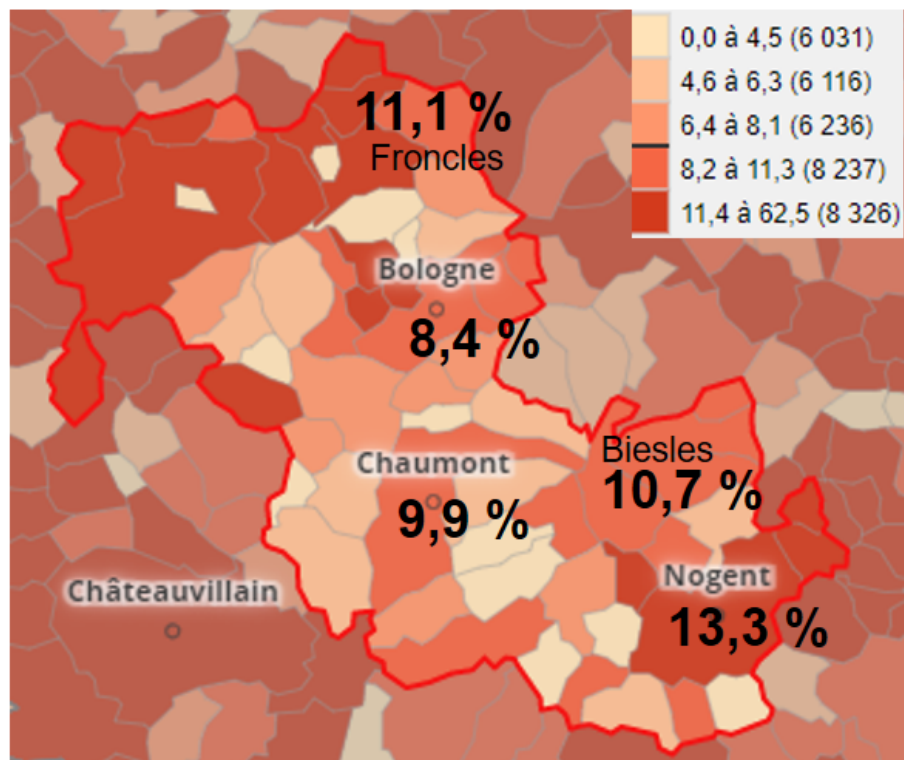 0,0 à 4,5 (6 031)
4,6 à 6,3 (6 116)
6,4 à 8,1 (6 236)
8,2 à 11,3 (8 237)
11,4 à 62,5 (8 326)
11,1 %
Froncles
Bologne
8,4 %
Chaumont
9,9 %
Biesles
10,7 %
Nogent
13,3 %
Châteauvillain